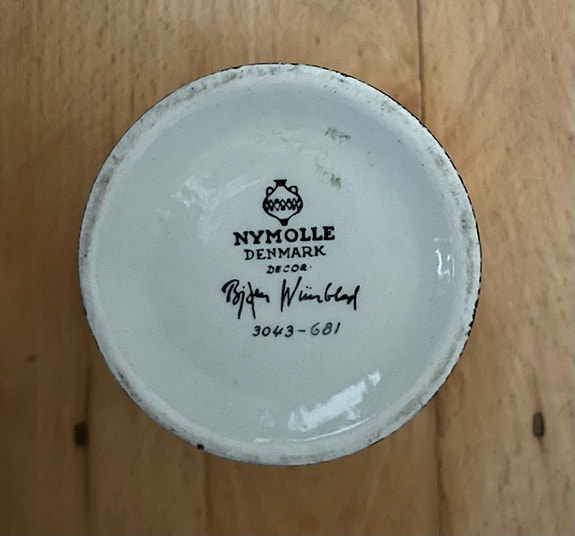 NYMOLLE
DENMARK
DECOR.
Bjørn Wiinblad
3043-681